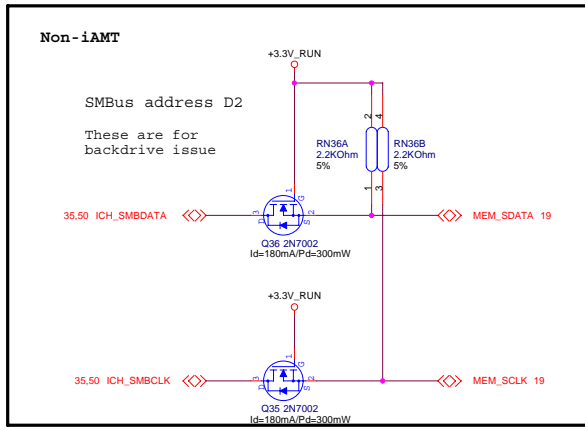 Non-iAMT
+3.3V_RUN
SMBus address D2
These are for
backdrive issue
2
4
RN36A
2.2KOhm
5%
RN36B
2.2KOhm
5%
1
3
1
G
35,50 ICH_SMBDATA
3
D
S
2
MEM_SDATA 19
Q36 2N7002
Id=180mA/Pd=300mW
+3.3V_RUN
1
G
35,50 ICH_SMBCLK
3
D
S
2
MEM_SCLK 19
Q35 2N7002
Id=180mA/Pd=300mW